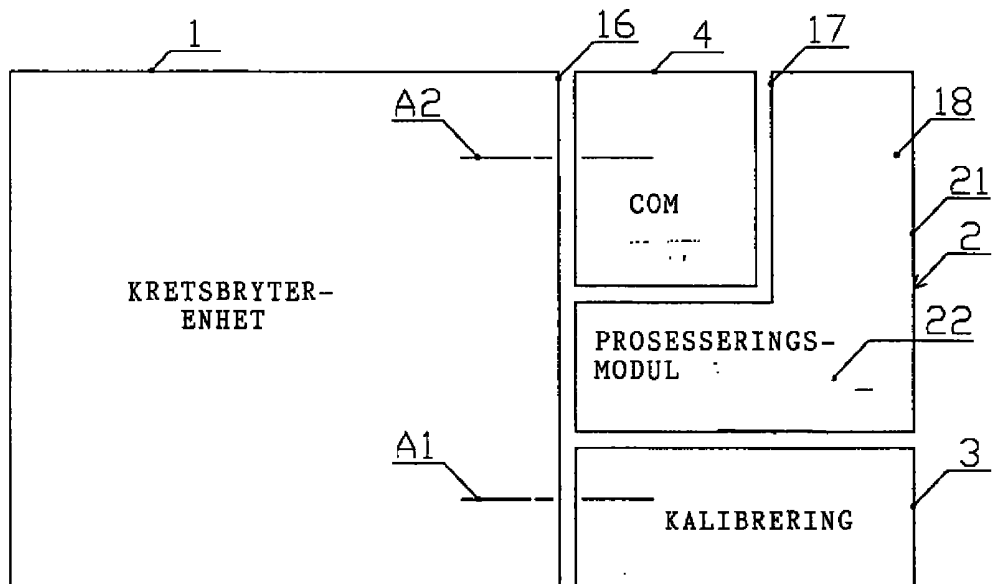 1
16
4
17
A2
18
COM
21
2
KRETSBRYTER-
ENHET
22
PROSESSERINGS-
MODUL
A1
3
KALIBRERING